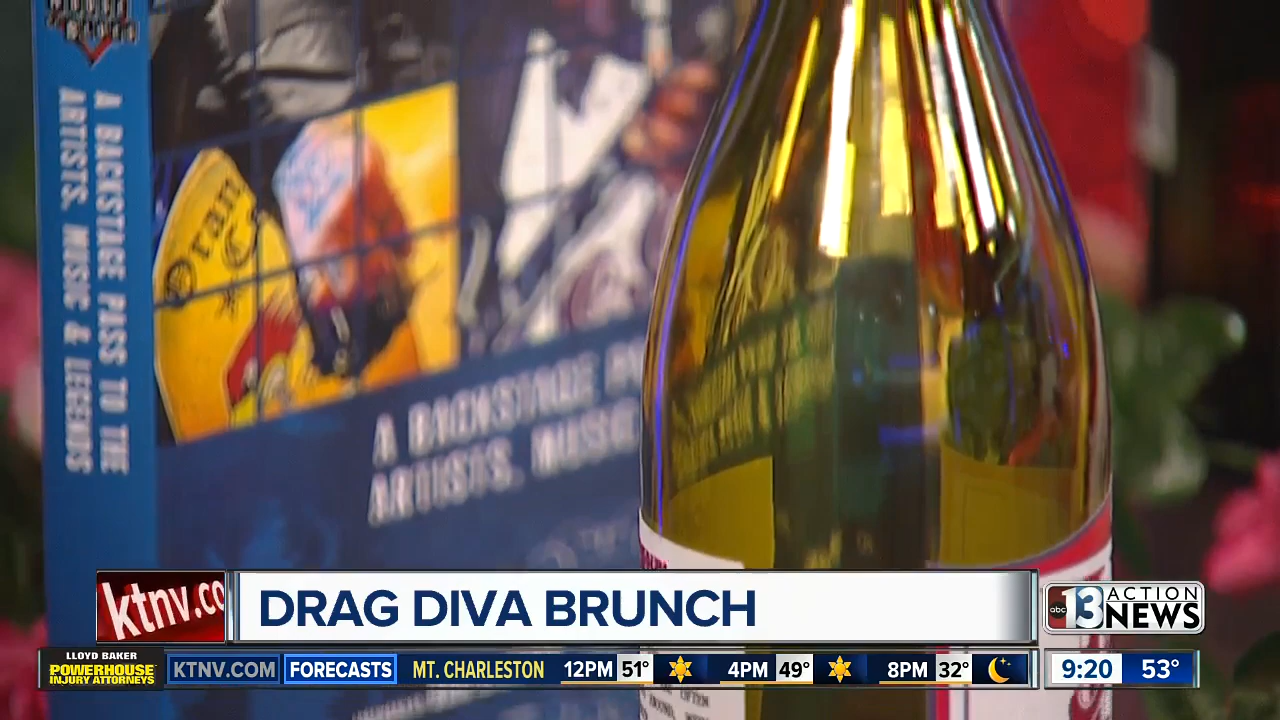 HOUSE
BLUES
A BACKSTAGE PASS TO THE
ARTISTS, MUSIC & LEGENDS
A BACKSTAGE
ARTISTS, MUSIC
ktnv.co
DRAG DIVA BRUNCH
abc 13 ACTION
NEWS
LLOYD BAKER
POWERHOUSE
INJURY ATTORNEYS
KTNV.COM FORECASTS MT. CHARLESTON 12PM 51° 4PM 49° 8PM 32° 9:20 53°